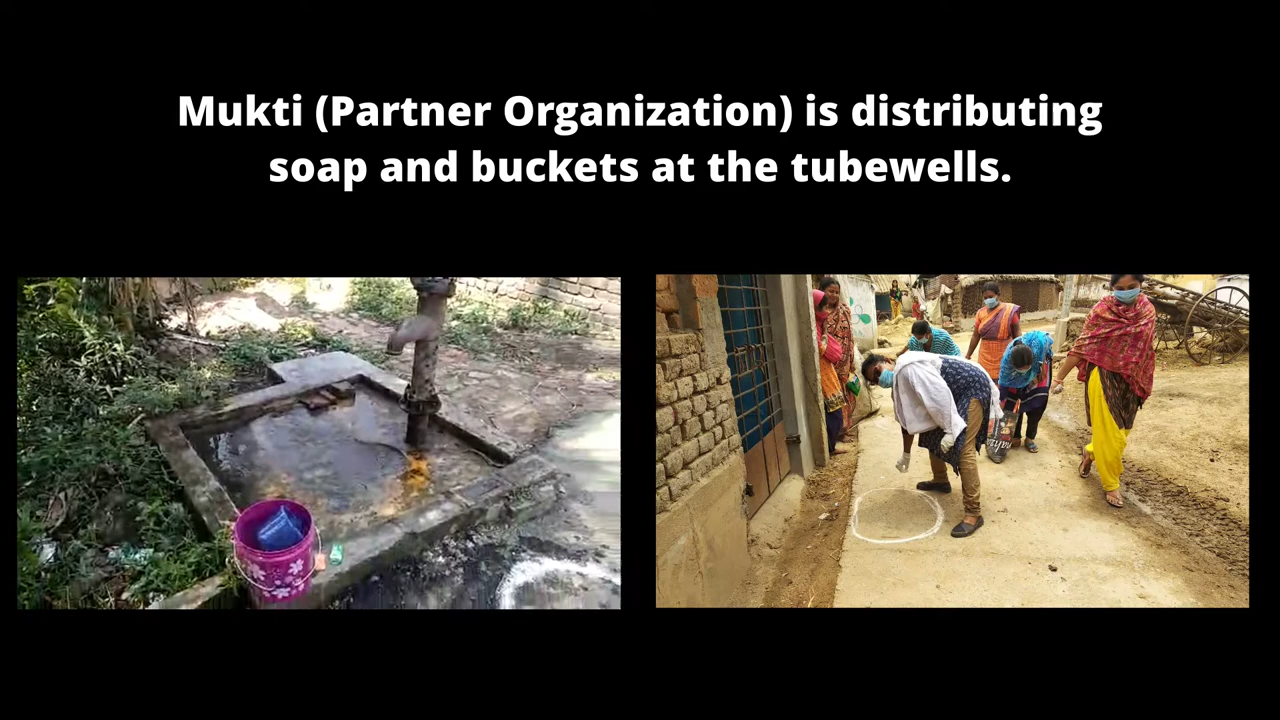 Mukti (Partner Organization) is distributing
soap and buckets at the tubewells.